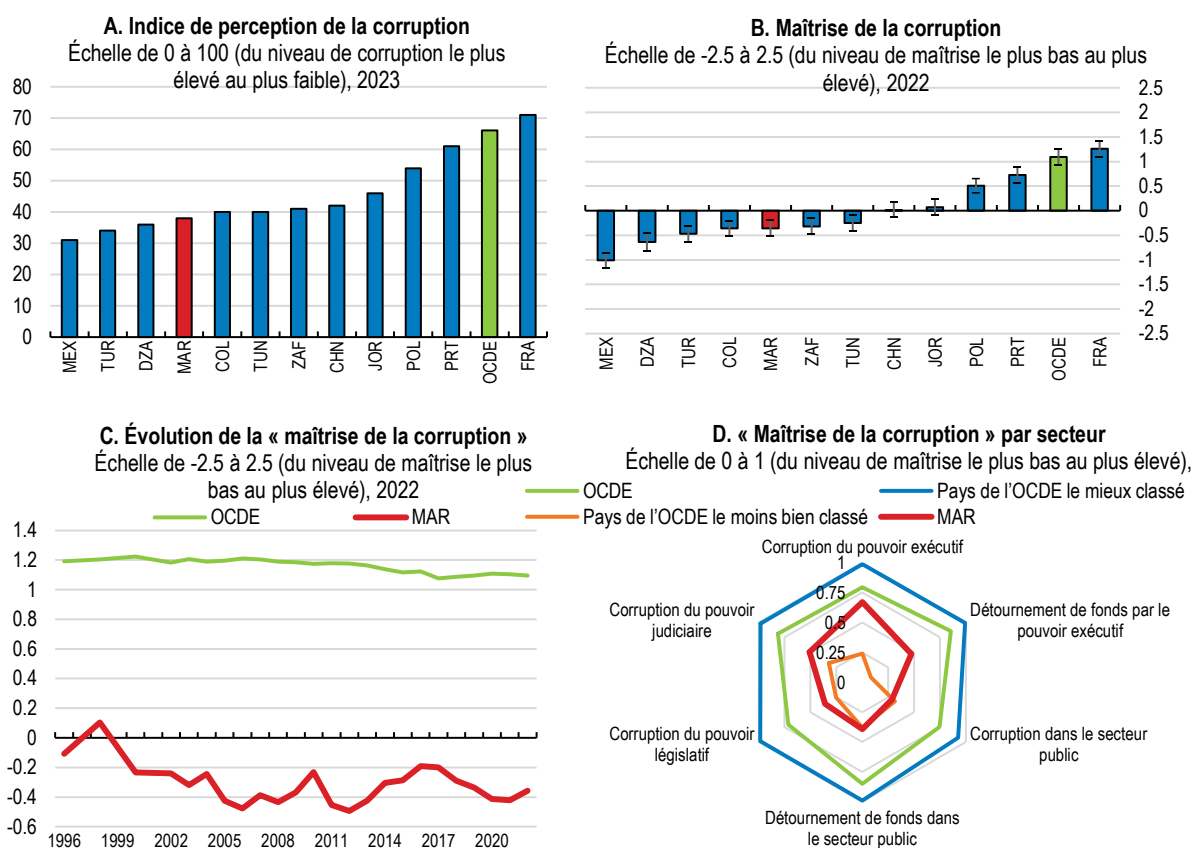 A. Indice de perception de la corruption
Échelle de 0 à 100 (du niveau de corruption le plus
élevé au plus faible), 2023
80
70
60
50
40
30
20
10
0
MEX
TUR
DZA
MAR
COL
TUN
ZAF
CHN
JOR
POL
PRT
OCDE
FRA
B. Maîtrise de la corruption
Échelle de -2.5 à 2.5 (du niveau de maîtrise le plus bas au plus
élevé), 2022
2.5
2
1.5
1
0.5
0
-0.5
-1
-1.5
-2
-2.5
MEX
DZA
TUR
COL
MAR
ZAF
TUN
CHN
JOR
POL
PRT
OCDE
FRA
C. Évolution de la « maîtrise de la corruption »
Échelle de -2.5 à 2.5 (du niveau de maîtrise le plus
bas au plus élevé), 2022
OCDE
MAR
1.4
1.2
1
0.8
0.6
0.4
0.2
0
-0.2
-0.4
-0.6
1996
1999
2002
2005
2008
2011
2014
2017
2020
D. « Maîtrise de la corruption » par secteur
Échelle de 0 à 1 (du niveau de maîtrise le plus bas au plus élevé),
OCDE
Pays de l'OCDE le mieux classé
Pays de l'OCDE le moins bien classé
MAR
Corruption du pouvoir exécutif
1
0.75
0.5
0.25
0
Détournement de fonds par le
pouvoir exécutif
Corruption dans le secteur
public
Détournement de fonds dans
le secteur public
Corruption du pouvoir
législatif
Corruption du pouvoir
judiciaire